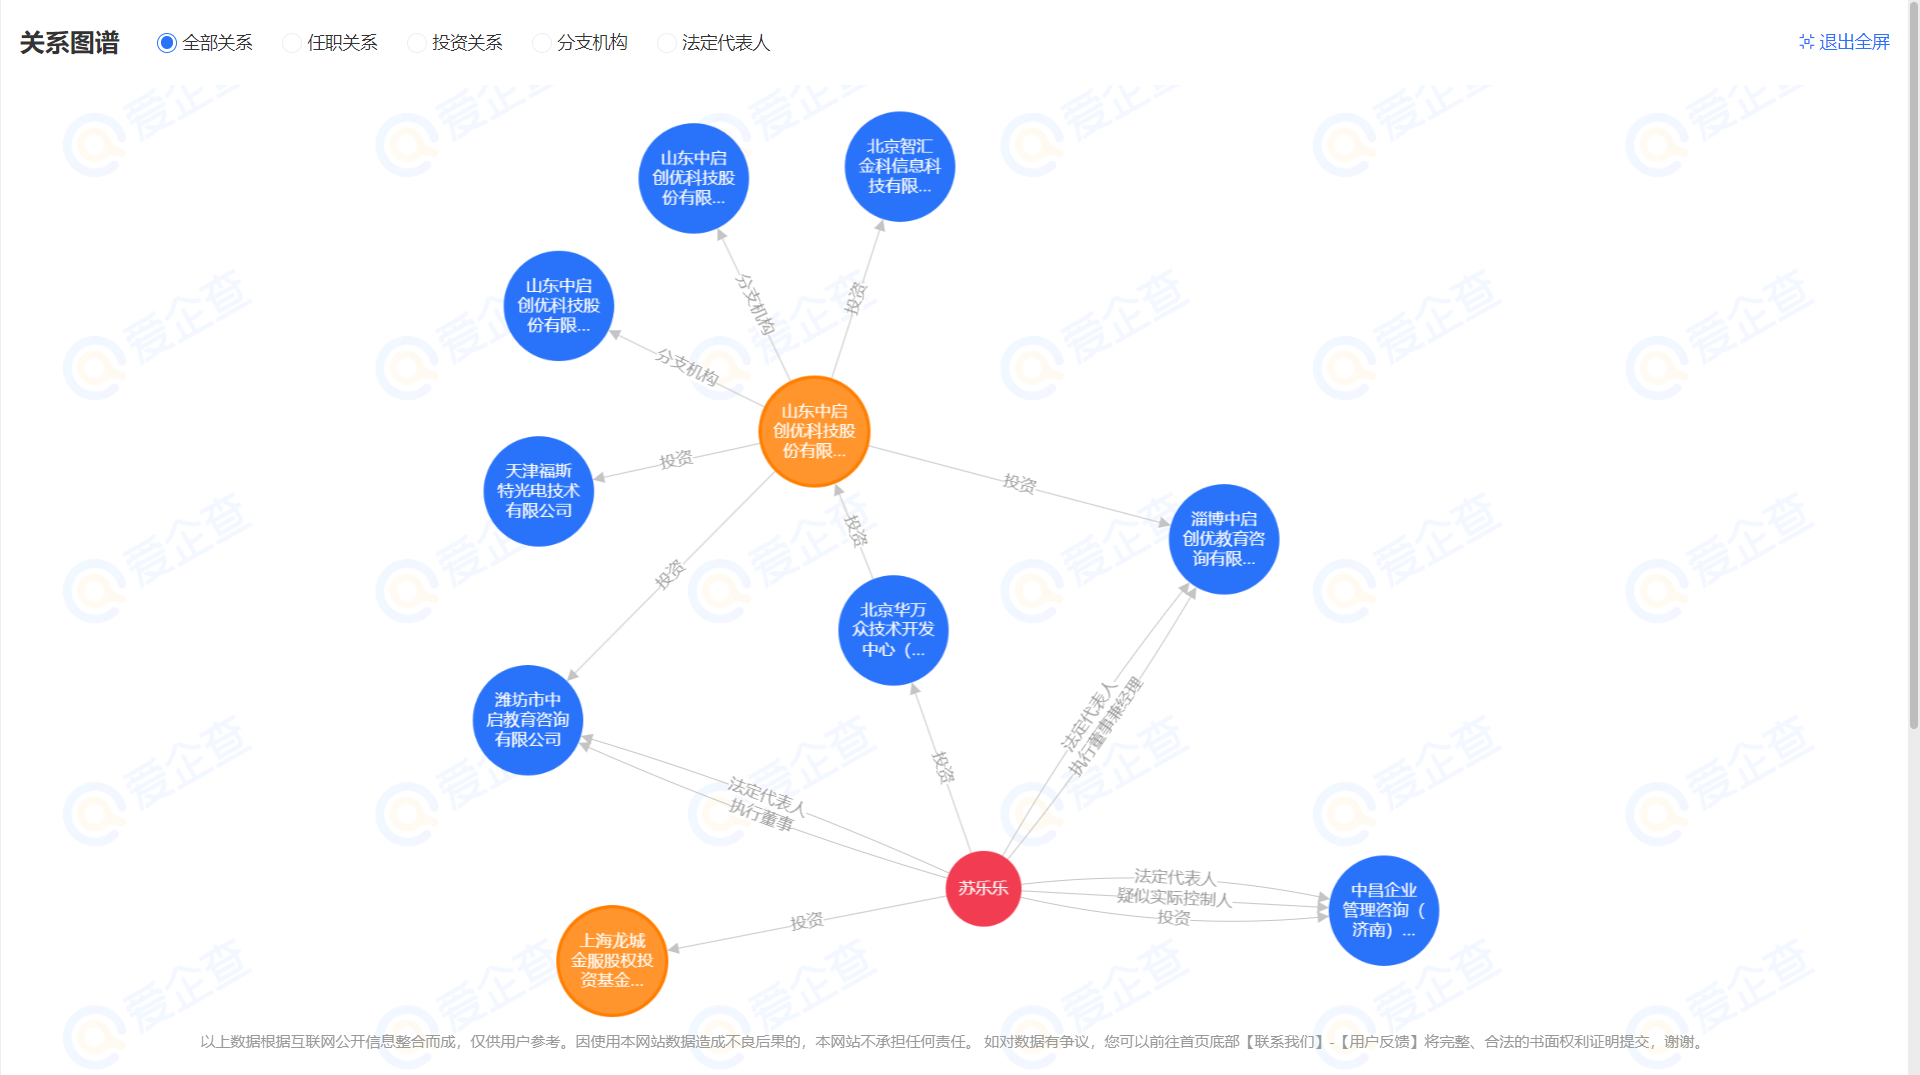 关系图谱 全部关系 任职关系 投资关系 分支机构 法定代表人 退出全屏
山东中启
创优科技股
份有限...
北京智汇
金科信息科
技有限...
山东中启
创优科技股
份有限...
分支机构
投资
分支机构
山东中启
创优科技股
份有限...
天津福斯
特光电技术
有限公司
投资
投资
投资
投资
淄博中启
创优教育咨
询有限...
北京华万
众技术开发
中心（...
潍坊市中
启教育咨询
有限公司
法定代表人
执行董事兼经理
投资
法定代表人
执行董事
苏乐乐
法定代表人
疑似实际控制人
投资
中昌企业
管理咨询（
济南）...
投资
上海龙城
金服股权投
资基金...
以上数据根据互联网公开信息整合而成，仅供用户参考。因使用本网站数据造成不良后果的，本网站不承担任何责任。 如对数据有争议，您可以前往首页底部【联系我们】-【用户反馈】将完整、合法的书面权利证明提交，谢谢。
爱企查